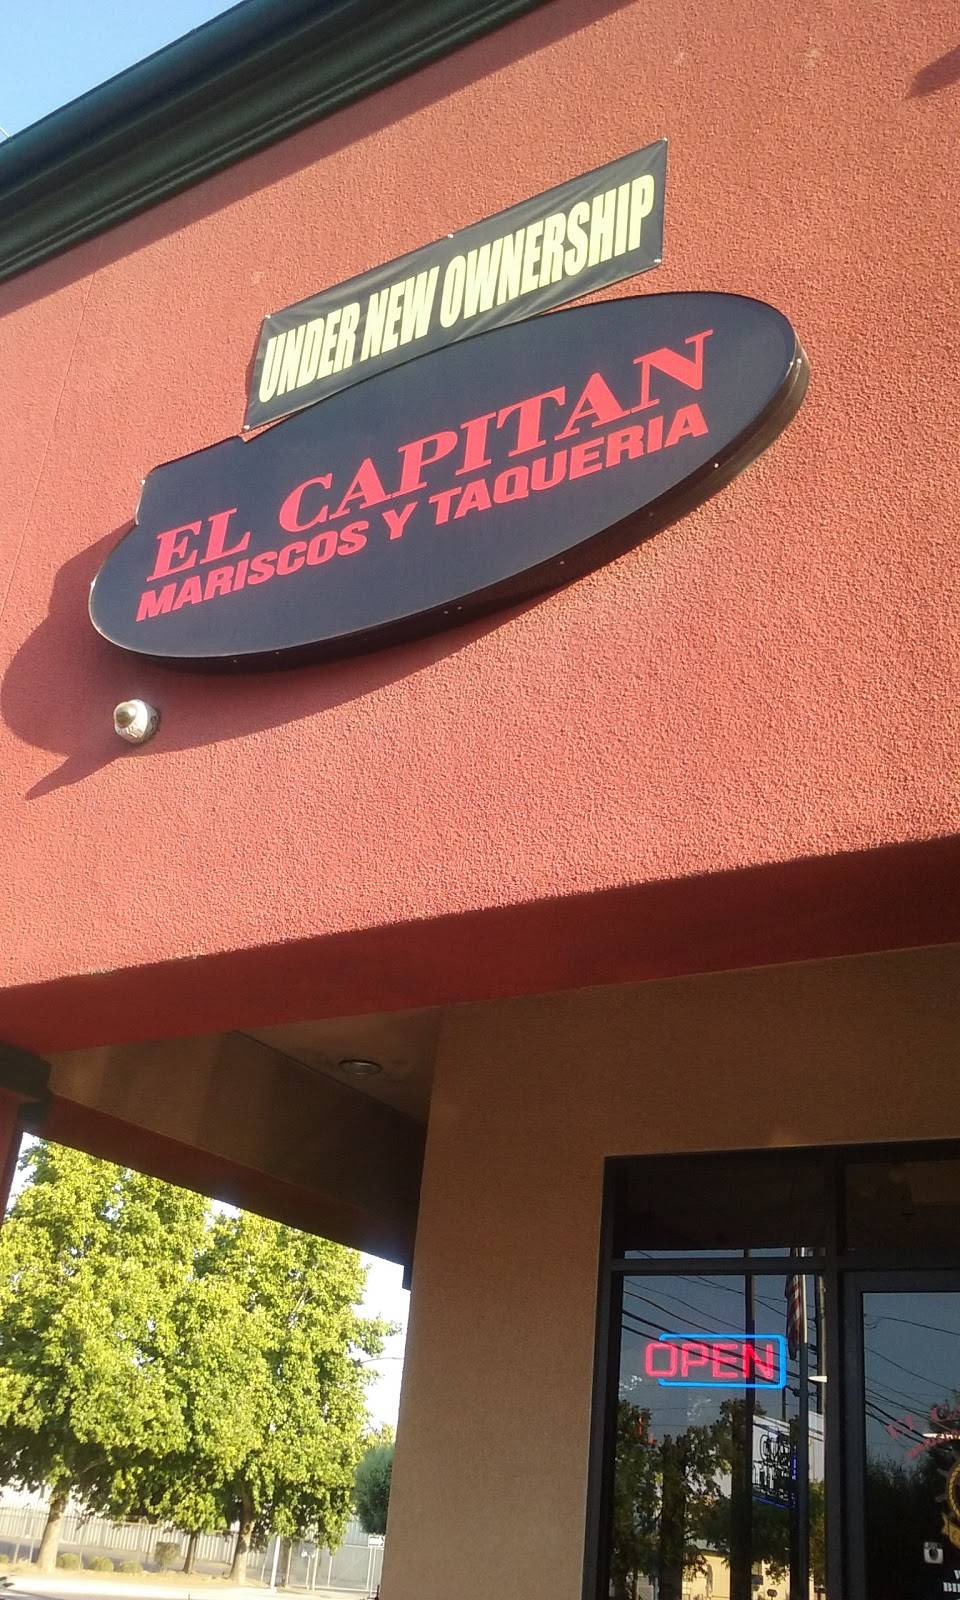 UNDER NEW OWNERSHIP
EL CAPITAN
MARISCOS Y TAQUERIA
OPEN